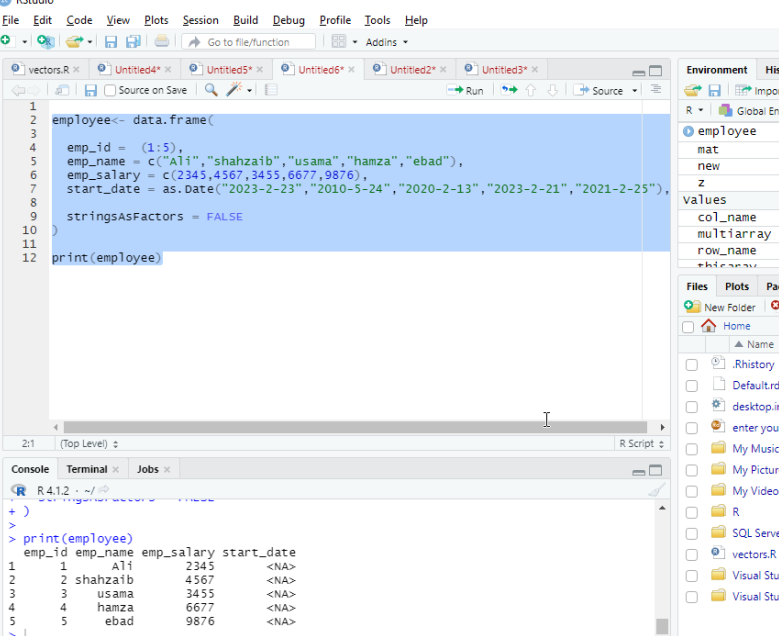 RStudio
File Edit Code View Plots Session Build Debug Profile Tools Help
Go to file/function Addins
vectors.R Untitled4* Untitled5* Untitled6* Untitled2* Untitled3*
Source on Save Run Source
1
2 employee<- data.frame(
3
4 emp_id = (1:5),
5 emp_name = c("Ali","shahzaib","usama","hamza","ebad"),
6 emp_salary = c(2345,4567,3455,6677,9876),
7 start_date = as.Date("2023-2-23","2010-5-24","2020-2-13","2023-2-21","2021-2-25"),
8
9 stringsAsFactors = FALSE
10 )
11
12 print(employee)
2:1 (Top Level) R Script
Console Terminal Jobs
R 4.1.2 · ~/
+ stringsAsFactors = FALSE
+ )
>
> print(employee)
emp_id emp_name emp_salary start_date
1 1 Ali 2345 <NA>
2 2 shahzaib 4567 <NA>
3 3 usama 3455 <NA>
4 4 hamza 6677 <NA>
5 5 ebad 9876 <NA>
>
Environment His
Impor
R Global En
employee
mat
new
z
Values
col_name
multiarray
row_name
thisarray
Files Plots Pa
New Folder
Home
Name
.Rhistory
Default.rd
desktop.in
enter you
My Music
My Pictur
My Video
R
SQL Serve
vectors.R
Visual Stu
Visual Stu